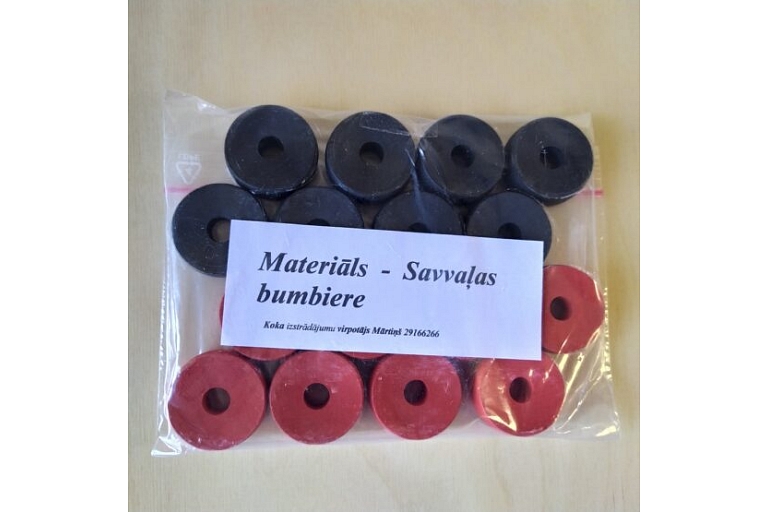 Materiāls - Savvaļas
bumbiere
Koka izstrādājumu virpotājs Mārtiņš 29166266